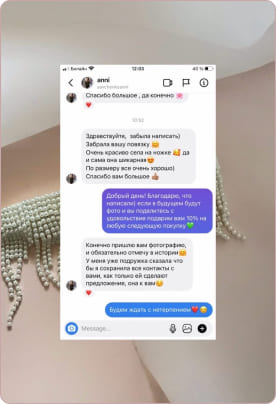 Билайн
12:03
40 %
anni
Спасибо большое , да конечно 🌸
10:52
Здравствуйте, забыла написать)
Забрала вашу повязку 😊
Очень красиво села на ножке 🥰 да
и сама она шикарная😍
По размеру все очень хорошо)
Спасибо вам большое 👍🏼
Добрый день! Благодарю, что
написали) если в будущем будут
фото и вы поделитесь с
удовольствие подарим вам 10% на
любую следующую покупку💚
Конечно пришлю вам фотографию,
и обязательно отмечу в истории😊
У меня уже подружка сказала что
бы я сохранила все контакты с
вами, как только ей сделают
предложение, она к вам😏
Будем ждать с нетерпением❤️ 😊
Message...